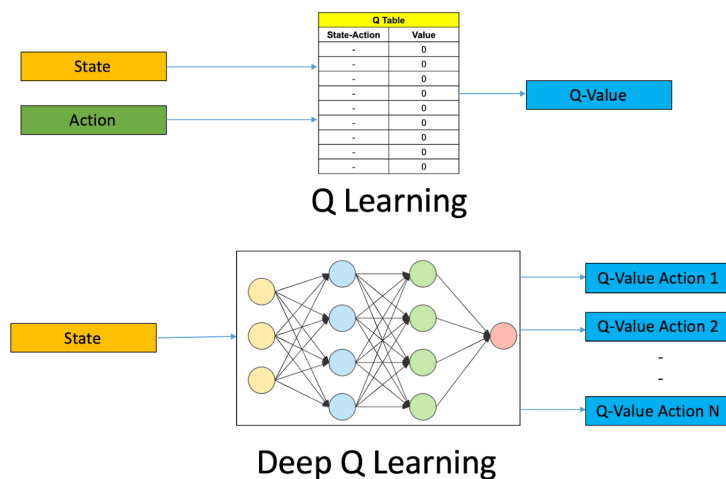 Q Table
State-Action Value
- 0
- 0
- 0
- 0
- 0
- 0
- 0
- 0
- 0
State
Action
Q-Value
Q Learning
State
Q-Value Action 1
Q-Value Action 2
-
-
Q-Value Action N
Deep Q Learning